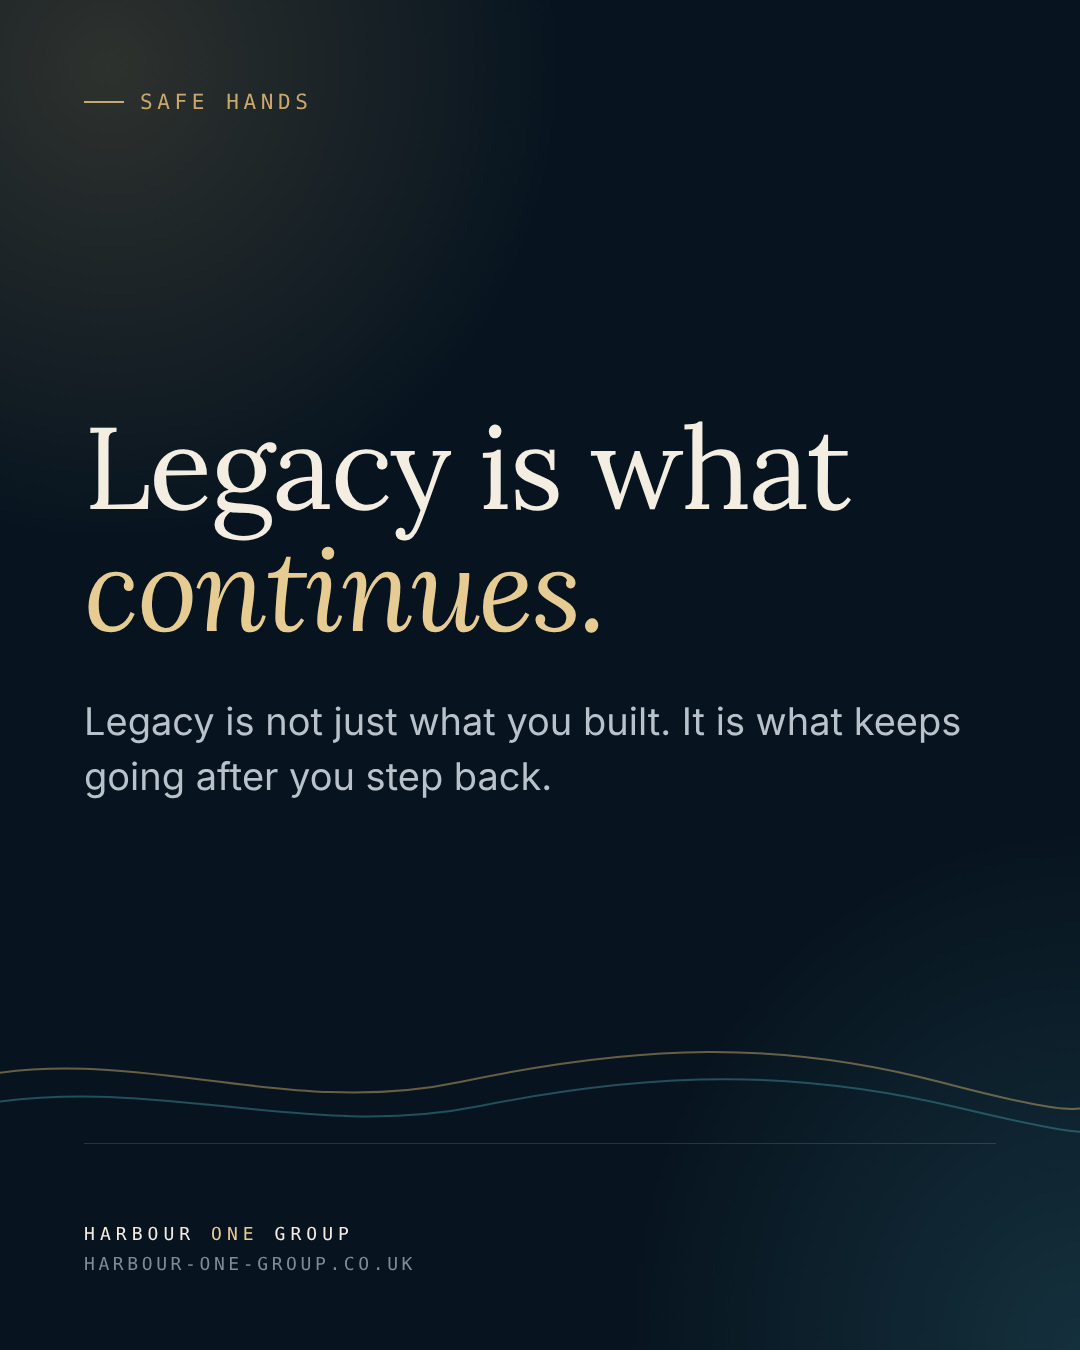 SAFE HANDS
Legacy is what
continues.
Legacy is not just what you built. It is what keeps
going after you step back.
HARBOUR ONE GROUP
HARBOUR-ONE-GROUP.CO.UK